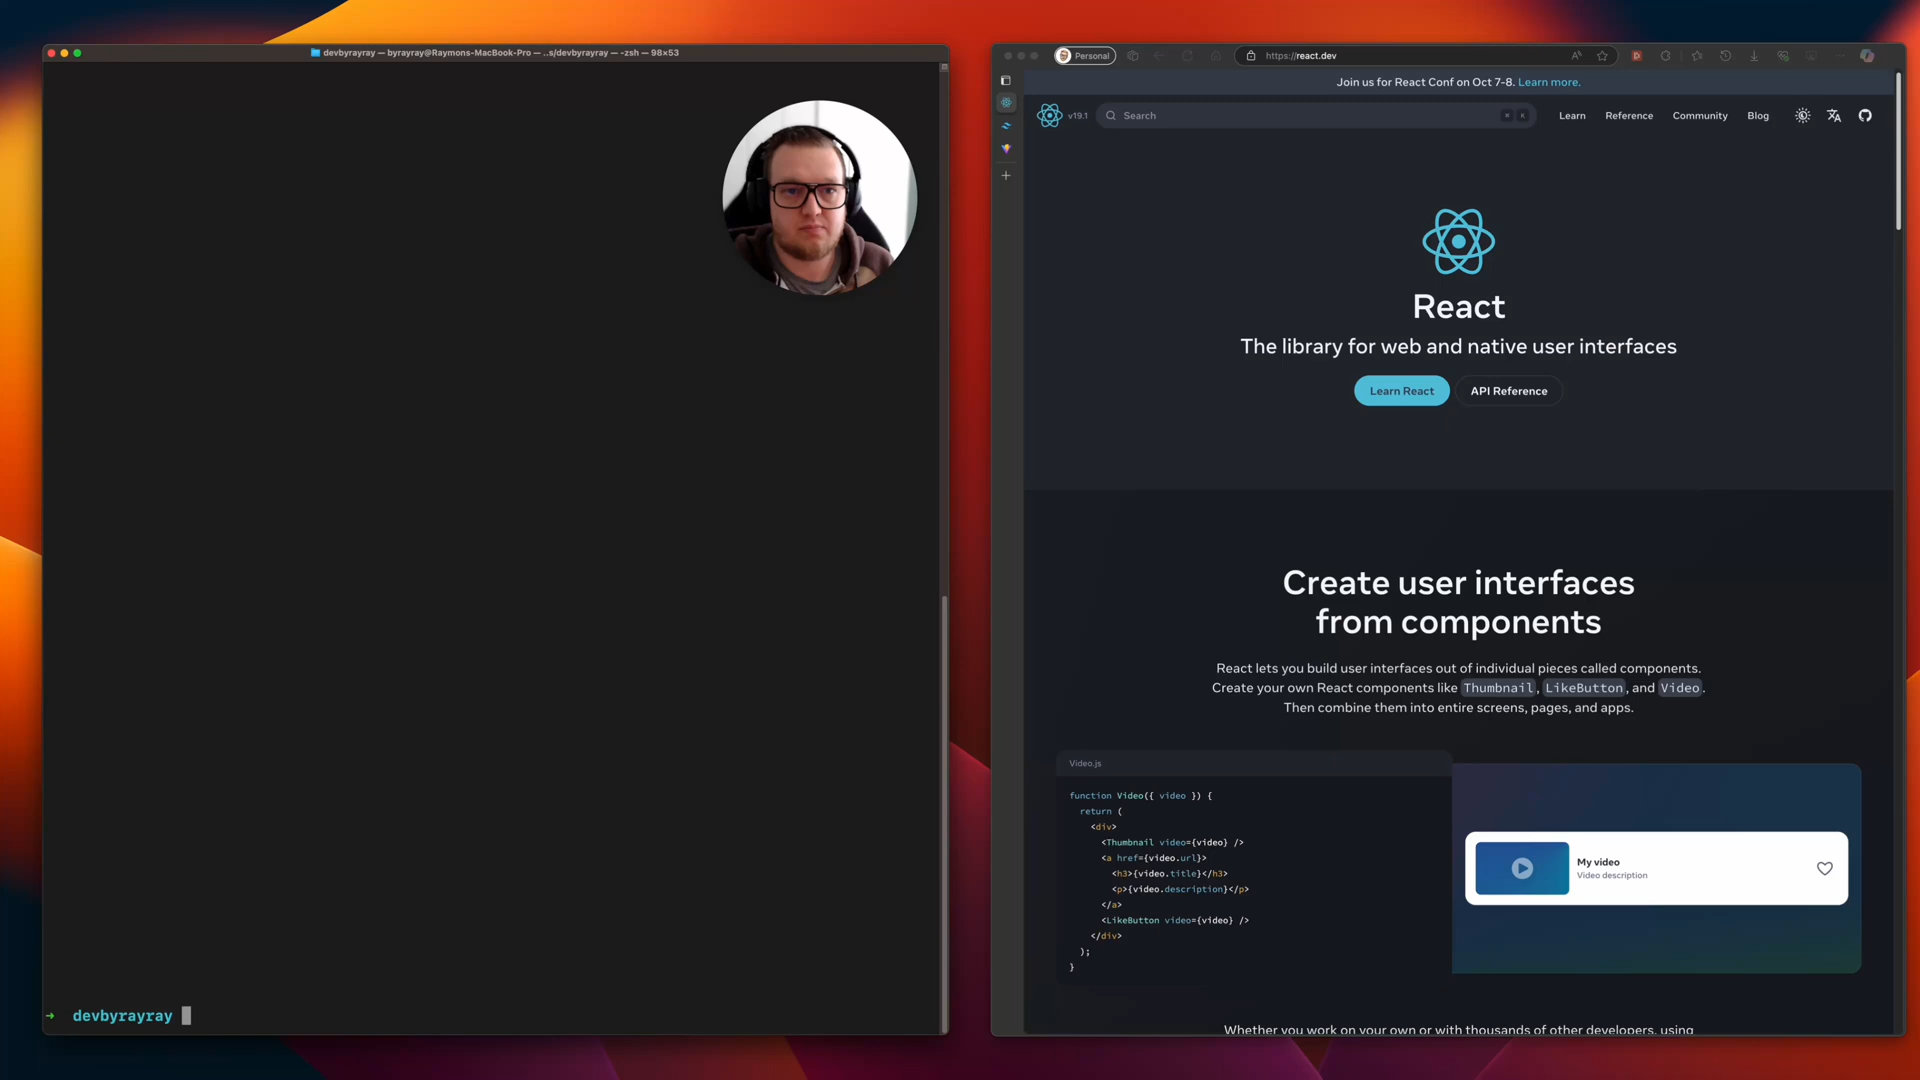 devbyrayray — byrayray@Raymons-MacBook-Pro — ..s/devbyrayray — -zsh — 98×53
➜ devbyrayray
Personal
https://react.dev
Join us for React Conf on Oct 7-8. Learn more.
v19.1
Search
⌘ K
Learn
Reference
Community
Blog
React
The library for web and native user interfaces
Learn React
API Reference
Create user interfaces
from components
React lets you build user interfaces out of individual pieces called components.
Create your own React components like Thumbnail, LikeButton, and Video.
Then combine them into entire screens, pages, and apps.
Video.js
function Video({ video }) {
return (
<div>
<Thumbnail video={video} />
<a href={video.url}>
<h3>{video.title}</h3>
<p>{video.description}</p>
</a>
<LikeButton video={video} />
</div>
);
}
My video
Video description
Whether you work on your own or with thousands of other developers, using